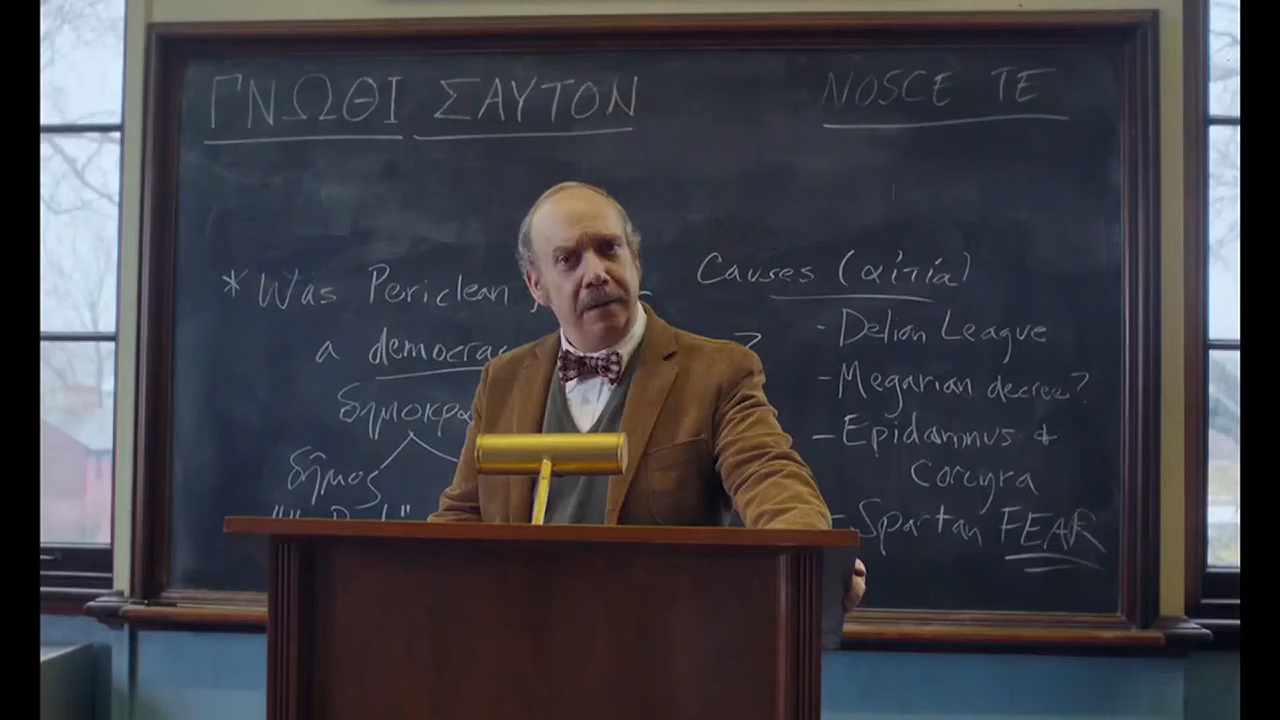 ΓΝΩΘΙ ΣΑΥΤΟΝ
NOSCE TE
* Was Periclean
a democrac
?
δημοκρα
δῆμος
Causes (αἰτία)
- Delian League
- Megarian decree?
- Epidamnus &
Corcyra
- Spartan FEAR